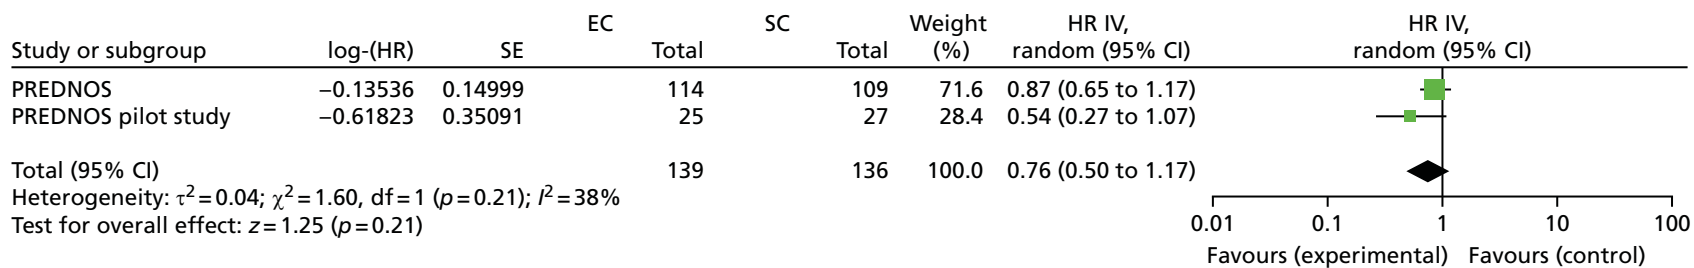 EC SC Weight HR IV, HR IV,
Study or subgroup log-(HR) SE Total Total (%) random (95% CI) random (95% CI)
PREDNOS −0.13536 0.14999 114 109 71.6 0.87 (0.65 to 1.17)
PREDNOS pilot study −0.61823 0.35091 25 27 28.4 0.54 (0.27 to 1.07)
Total (95% CI) 139 136 100.0 0.76 (0.50 to 1.17)
Heterogeneity: τ²=0.04; χ²=1.60, df=1 (p=0.21); I²=38%
Test for overall effect: z=1.25 (p=0.21)
0.01 0.1 1 10 100
Favours (experimental) Favours (control)